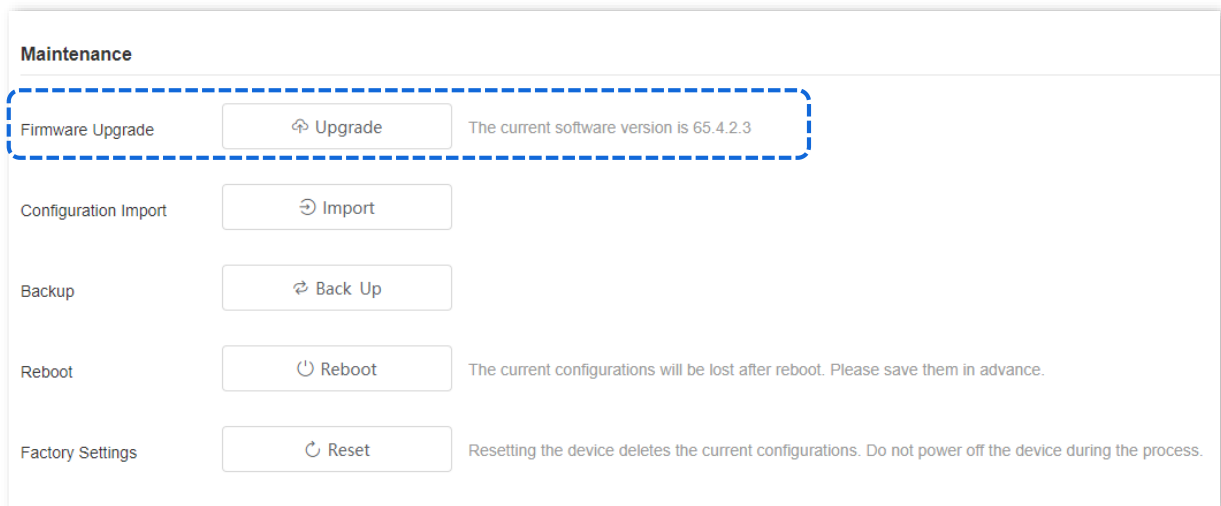 Maintenance
Firmware Upgrade Upgrade The current software version is 65.4.2.3
Configuration Import Import
Backup Back Up
Reboot Reboot The current configurations will be lost after reboot. Please save them in advance.
Factory Settings Reset Resetting the device deletes the current configurations. Do not power off the device during the process.